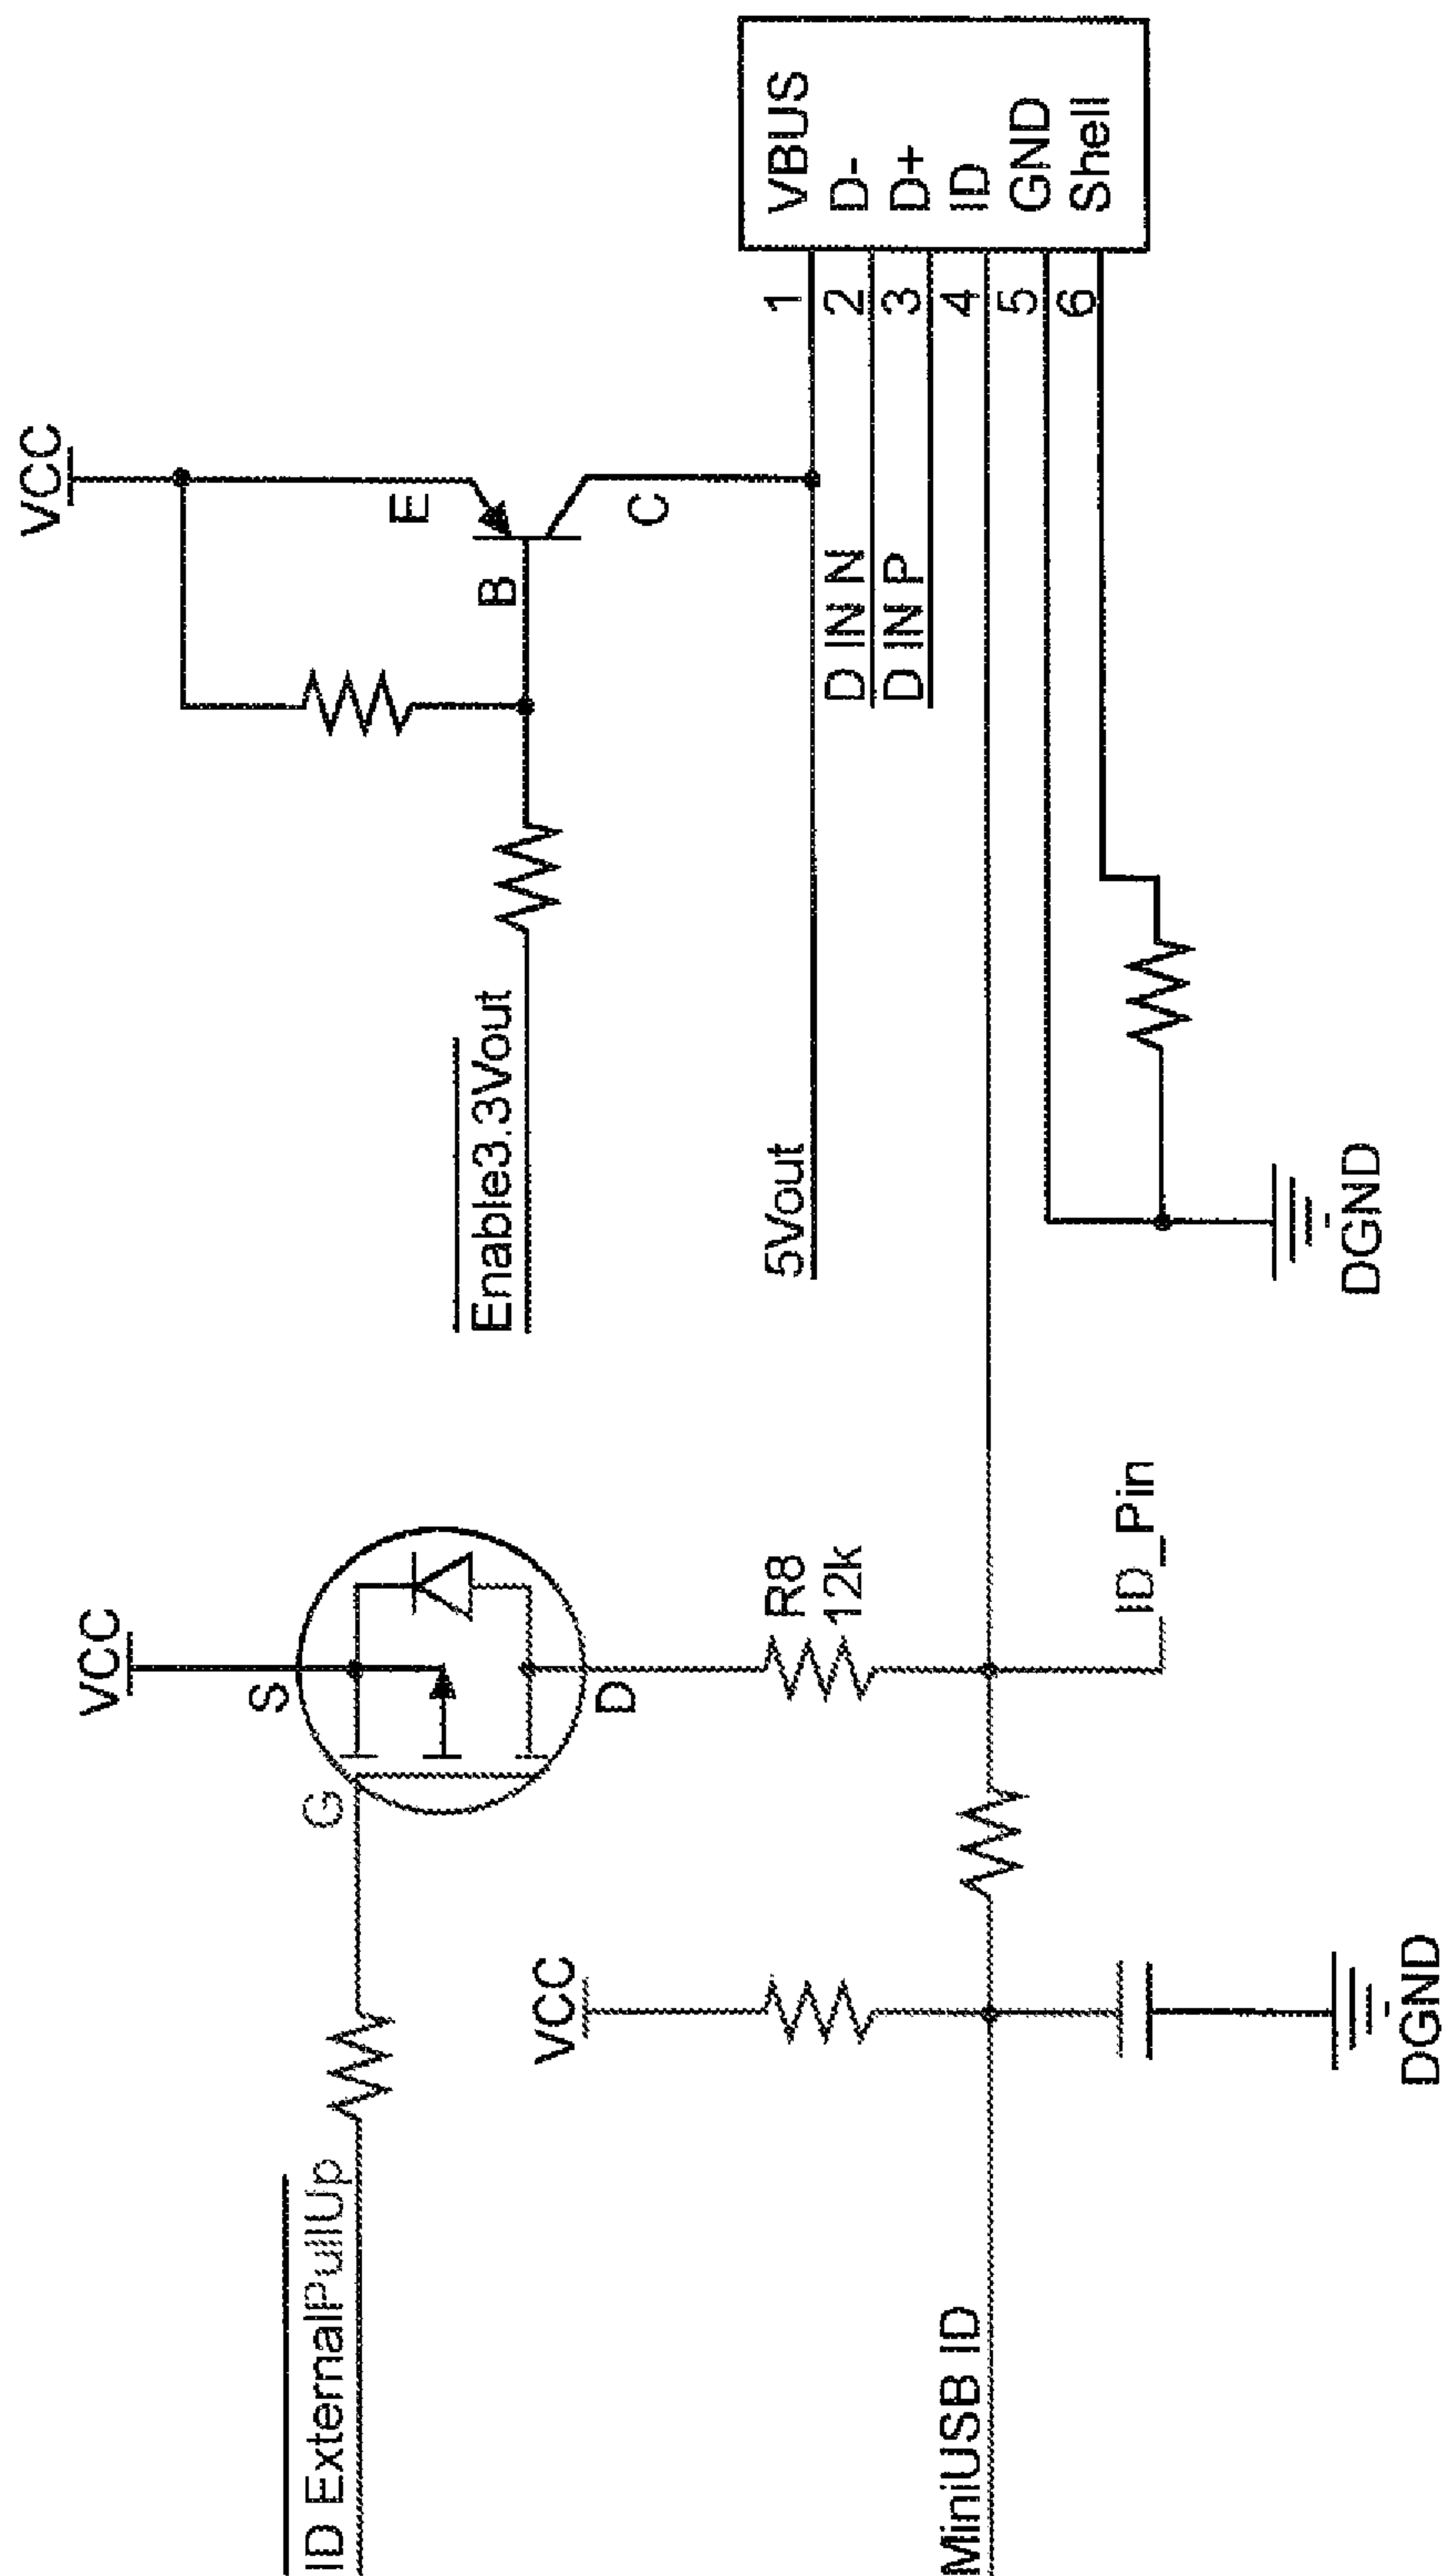 VCC
VCC
S
ID ExternalPullUp
G
E
Enable3.3Vout
B
VCC
D
C
R8
12k
5Vout
1 VBUS
D IN N 2 D-
D IN P 3 D+
MiniUSB ID
4 ID
5 GND
6 Shell
ID_Pin
DGND
DGND